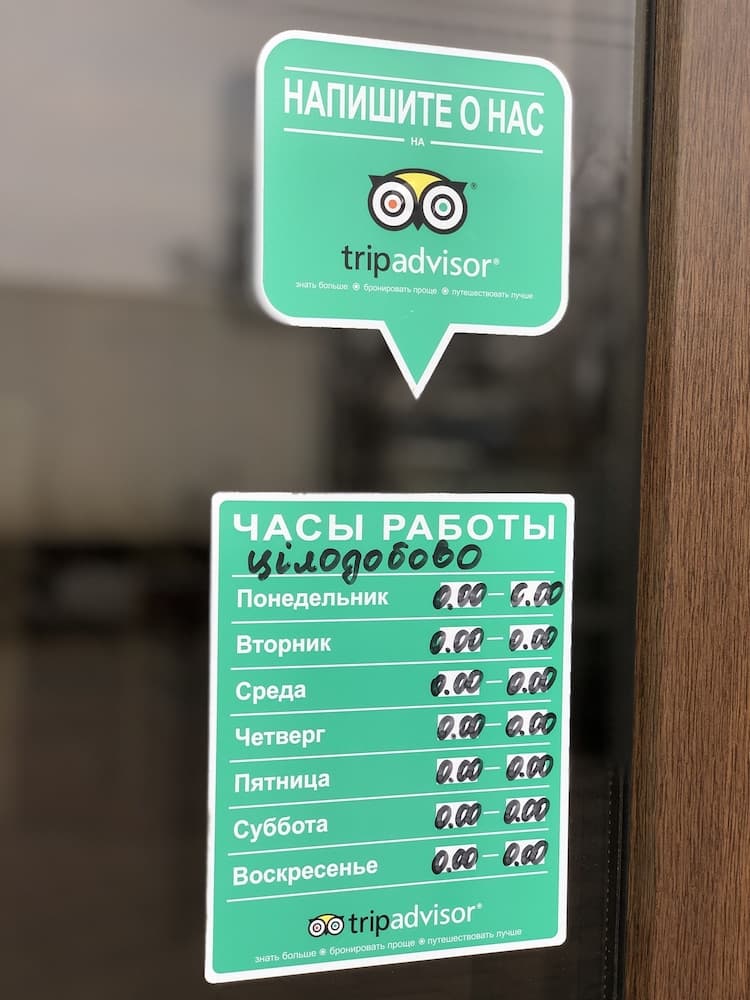 НАПИШИТЕ О НАС
НА
tripadvisor®
знать больше ⦿ бронировать проще ⦿ путешествовать лучше
ЧАСЫ РАБОТЫ
цілодобово
Понедельник 0.00 — 0.00
Вторник 0.00 — 0.00
Среда 0.00 — 0.00
Четверг 0.00 — 0.00
Пятница 0.00 — 0.00
Суббота 0.00 — 0.00
Воскресенье 0.00 — 0.00
tripadvisor®
знать больше ⦿ бронировать проще ⦿ путешествовать лучше